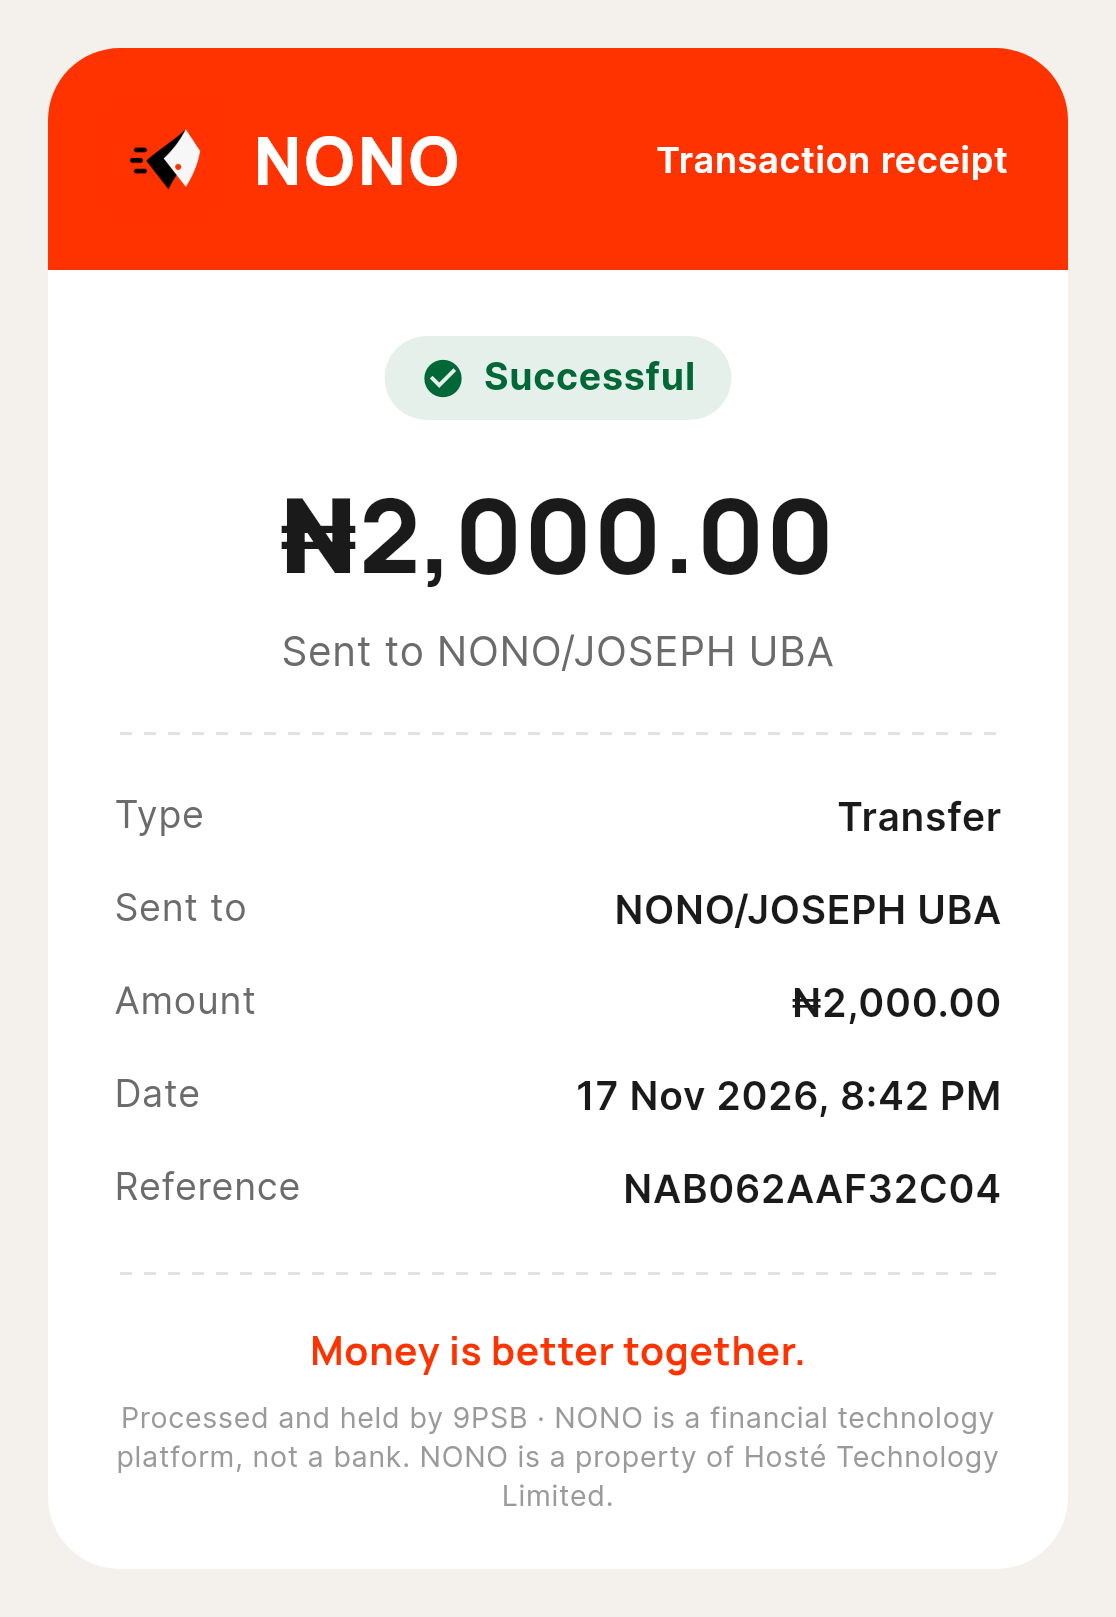 NONO
Transaction receipt
Successful
₦2,000.00
Sent to NONO/JOSEPH UBA
Type
Transfer
Sent to
NONO/JOSEPH UBA
Amount
₦2,000.00
Date
17 Nov 2026, 8:42 PM
Reference
NAB062AAF32C04
Money is better together.
Processed and held by 9PSB · NONO is a financial technology
platform, not a bank. NONO is a property of Hosté Technology
Limited.